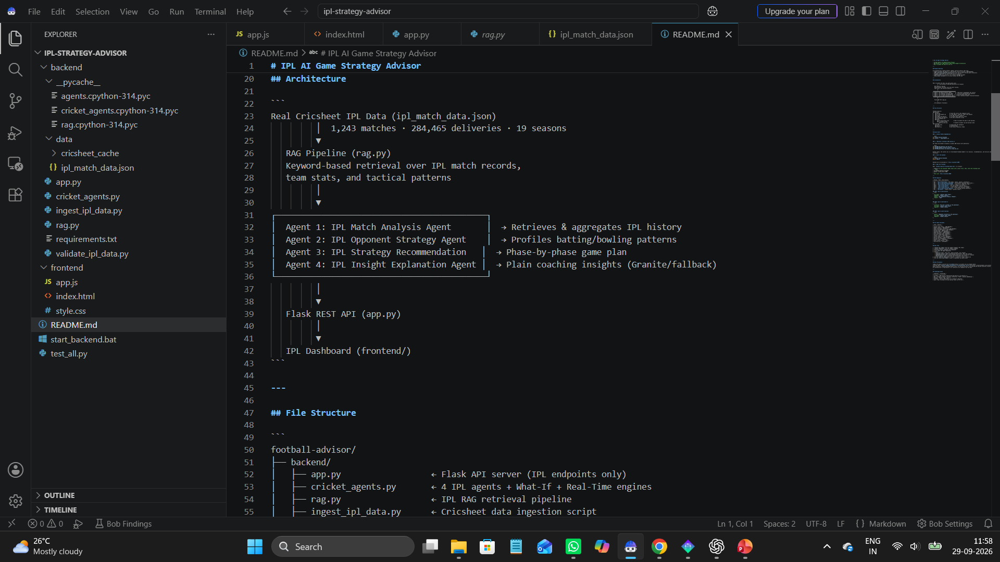 File Edit Selection View Go Run Terminal Help
ipl-strategy-advisor
Upgrade your plan
EXPLORER
IPL-STRATEGY-ADVISOR
backend
__pycache__
agents.cpython-314.pyc
cricket_agents.cpython-314.pyc
rag.cpython-314.pyc
data
cricsheet_cache
{} ipl_match_data.json
app.py
cricket_agents.py
ingest_ipl_data.py
rag.py
requirements.txt
validate_ipl_data.py
frontend
JS app.js
<> index.html
# style.css
README.md
start_backend.bat
test_all.py
OUTLINE
TIMELINE
JS app.js
<> index.html
app.py
rag.py
{} ipl_match_data.json
README.md
README.md > abc # IPL AI Game Strategy Advisor
1 # IPL AI Game Strategy Advisor
20 ## Architecture
21
22 ```
23 Real Cricsheet IPL Data (ipl_match_data.json)
24 │ 1,243 matches · 284,465 deliveries · 19 seasons
25 ▼
26 RAG Pipeline (rag.py)
27 Keyword-based retrieval over IPL match records,
28 team stats, and tactical patterns
29 │
30 ▼
31 ┌──────────────────────────────────────────┐
32 │ Agent 1: IPL Match Analysis Agent │ → Retrieves & aggregates IPL history
33 │ Agent 2: IPL Opponent Strategy Agent │ → Profiles batting/bowling patterns
34 │ Agent 3: IPL Strategy Recommendation │ → Phase-by-phase game plan
35 │ Agent 4: IPL Insight Explanation Agent │ → Plain coaching insights (Granite/fallback)
36 └──────────────────────────────────────────┘
37 │
38 ▼
39 Flask REST API (app.py)
40 │
41 ▼
42 IPL Dashboard (frontend/)
43 ```
44
45 ---
46
47 ## File Structure
48
49 ```
50 football-advisor/
51 ├── backend/
52 │ ├── app.py ← Flask API server (IPL endpoints only)
53 │ ├── cricket_agents.py ← 4 IPL agents + What-If + Real-Time engines
54 │ ├── rag.py ← IPL RAG retrieval pipeline
55 │ ├── ingest_ipl_data.py ← Cricsheet data ingestion script
0 0 Bob Findings
Ln 1, Col 1 Spaces: 2 UTF-8 LF {} Markdown Bob Settings
26°C
Mostly cloudy
Search
ENG
IN
11:58
29-09-2026